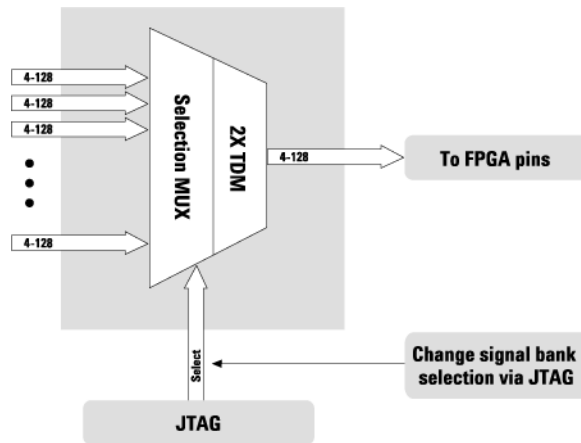 4-128
4-128
4-128
4-128
Selection MUX
2X TDM
4-128
To FPGA pins
Select
Change signal bank
selection via JTAG
JTAG